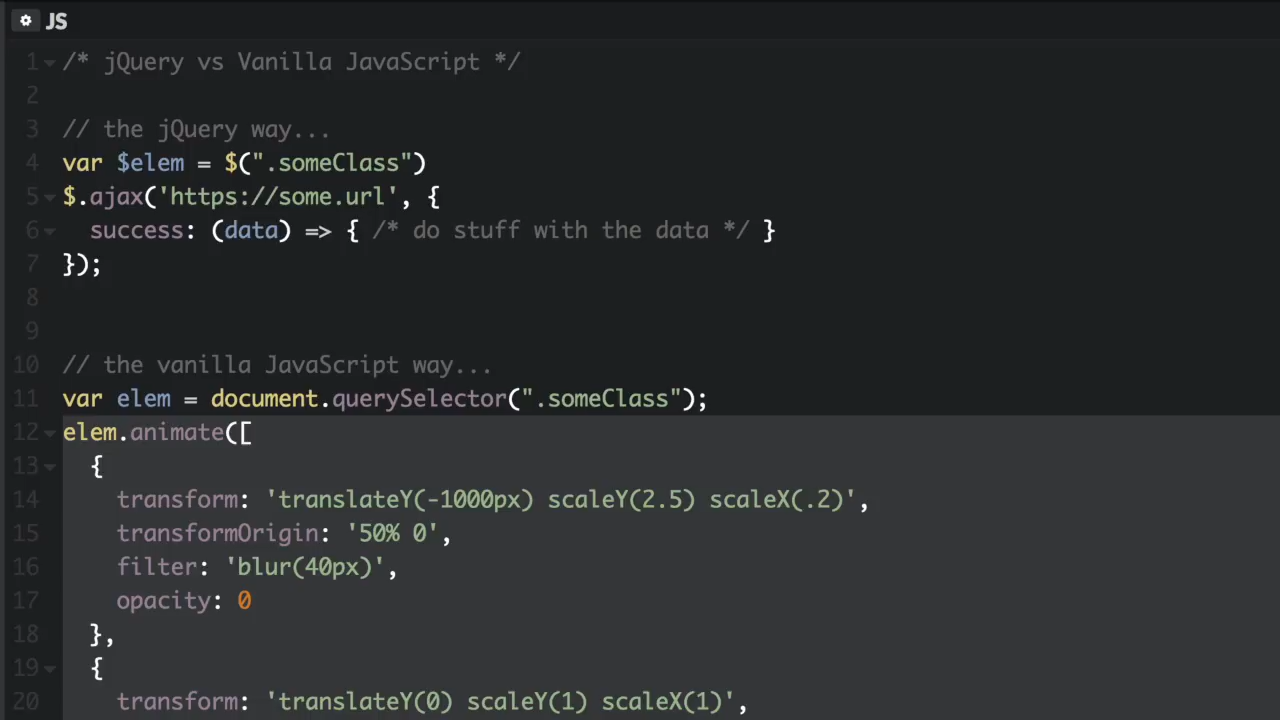 JS
1 /* jQuery vs Vanilla JavaScript */
2
3 // the jQuery way...
4 var $elem = $(".someClass")
5 $.ajax('https://some.url', {
6   success: (data) => { /* do stuff with the data */ }
7 });
8
9
10 // the vanilla JavaScript way...
11 var elem = document.querySelector(".someClass");
12 elem.animate([
13   {
14     transform: 'translateY(-1000px) scaleY(2.5) scaleX(.2)',
15     transformOrigin: '50% 0',
16     filter: 'blur(40px)',
17     opacity: 0
18   },
19   {
20     transform: 'translateY(0) scaleY(1) scaleX(1)',